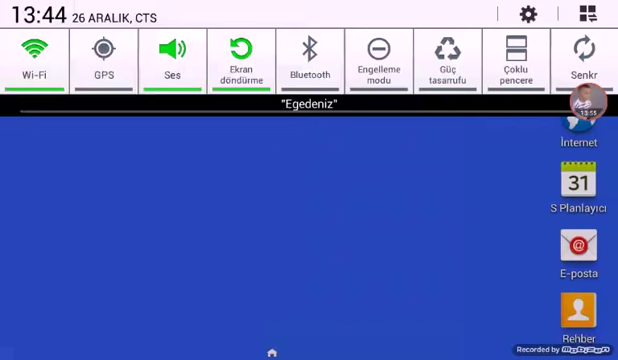 13:44 26 ARALIK, CTS
Wi-Fi
GPS
Ses
Ekran
döndürme
Bluetooth
Engelleme
modu
Güç
tasarrufu
Çoklu
pencere
Senkr
"Egedeniz"
13:55
İnternet
31
S Planlayıcı
@
E-posta
Rehber
Recorded by MOBIZEN